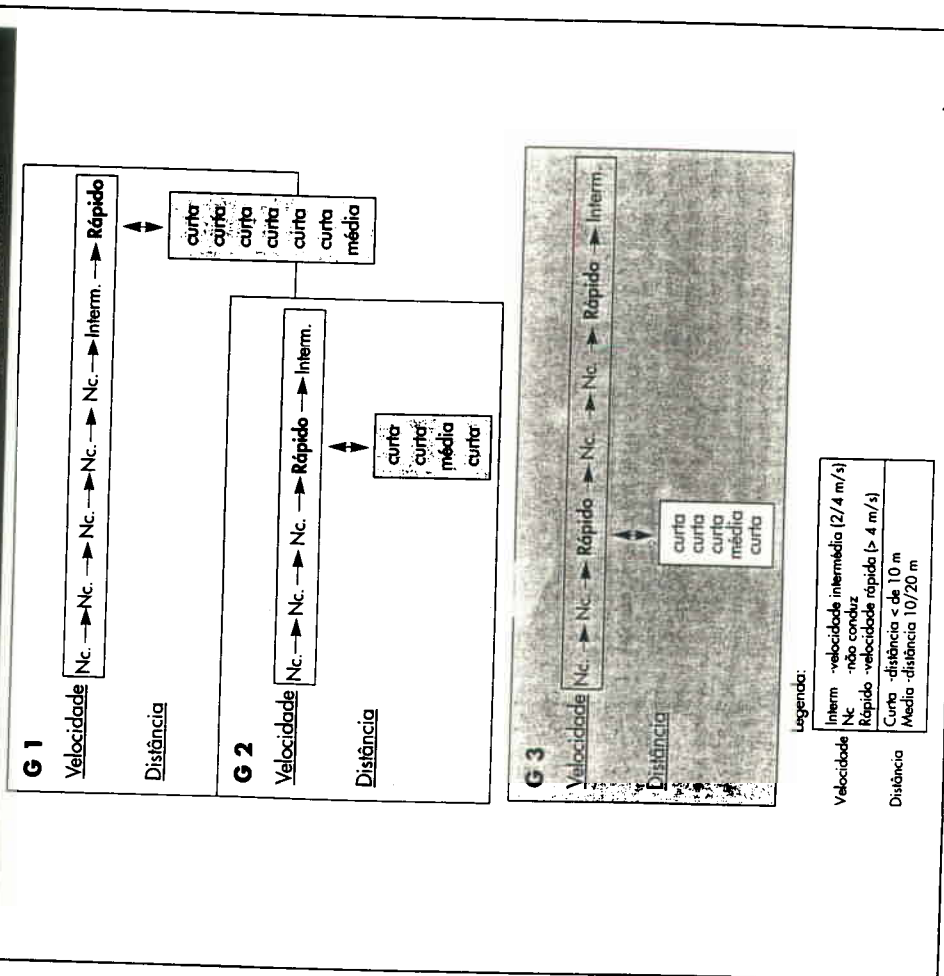 G 1
Velocidade Nc. → Nc. → Nc. → Nc. → Nc. → Interm. → Rápido
Distância
curta
curta
curta
curta
curta
curta
média
G 2
Velocidade Nc. → Nc. → Nc. → Rápido → Interm.
Distância
curta
curta
média
curta
G 3
Velocidade Nc. → Nc. → Rápido → Nc. → Nc. → Rápido → Interm.
Distância
curta
curta
curta
média
curta
Legenda:
Velocidade Interm -velocidade intermédia (2/4 m/s)
Nc -não conduz
Rápido -velocidade rápida (> 4 m/s)
Distância Curta -distância < de 10 m
Media -distância 10/20 m